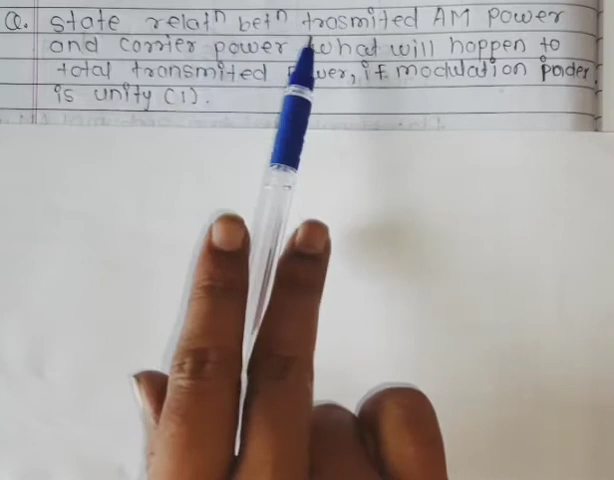 Q. state relatn betn trasmited AM power
and carrier power what will happen to
total transmited if modulation
is unity (1).